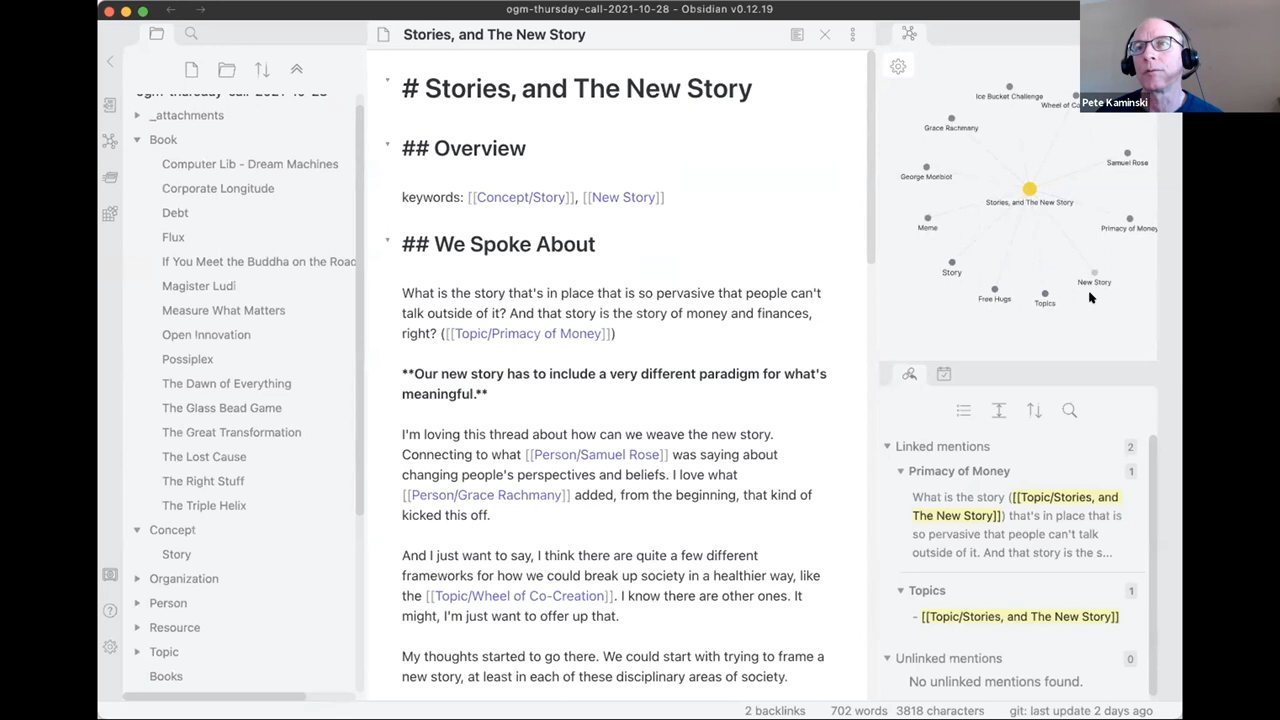 ogm-thursday-call-2021-10-28 - Obsidian v0.12.19
Stories, and The New Story
ogm-thursday-call-2021-10-28
_attachments
Book
Computer Lib - Dream Machines
Corporate Longitude
Debt
Flux
If You Meet the Buddha on the Road
Magister Ludi
Measure What Matters
Open Innovation
Possiplex
The Dawn of Everything
The Glass Bead Game
The Great Transformation
The Lost Cause
The Right Stuff
The Triple Helix
Concept
Story
Organization
Person
Resource
Topic
Books
# Stories, and The New Story
## Overview
keywords: [[Concept/Story]], [[New Story]]
## We Spoke About
What is the story that's in place that is so pervasive that people can't
talk outside of it? And that story is the story of money and finances,
right? ([[Topic/Primacy of Money]])
**Our new story has to include a very different paradigm for what's
meaningful.**
I'm loving this thread about how can we weave the new story.
Connecting to what [[Person/Samuel Rose]] was saying about
changing people's perspectives and beliefs. I love what
[[Person/Grace Rachmany]] added, from the beginning, that kind of
kicked this off.
And I just want to say, I think there are quite a few different
frameworks for how we could break up society in a healthier way, like
the [[Topic/Wheel of Co-Creation]]. I know there are other ones. It
might, I'm just want to offer up that.
My thoughts started to go there. We could start with trying to frame a
new story, at least in each of these disciplinary areas of society.
Pete Kaminski
Ice Bucket Challenge
Wheel of Co
Grace Rachmany
Samuel Rose
George Monbiot
Stories, and The New Story
Meme
Primacy of Money
Story
New Story
Free Hugs
Topics
Linked mentions 2
Primacy of Money 1
What is the story ([[Topic/Stories, and
The New Story]]) that's in place that is
so pervasive that people can't talk
outside of it. And that story is the s...
Topics 1
- [[Topic/Stories, and The New Story]]
Unlinked mentions 0
No unlinked mentions found.
2 backlinks 702 words 3818 characters git: last update 2 days ago